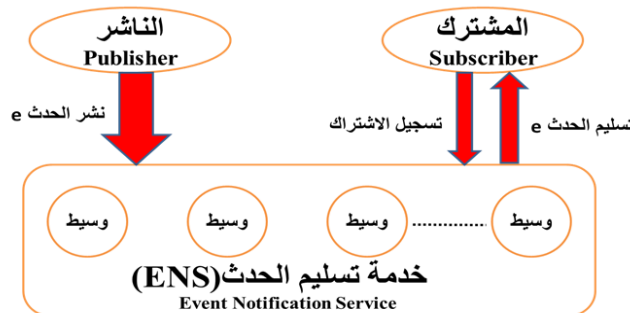 الناشر
Publisher
المشترك
Subscriber
نشر الحدث e
تسجيل الاشتراك
تسليم الحدث e
وسيط
وسيط
وسيط
وسيط
خدمة تسليم الحدث(ENS)
Event Notification Service